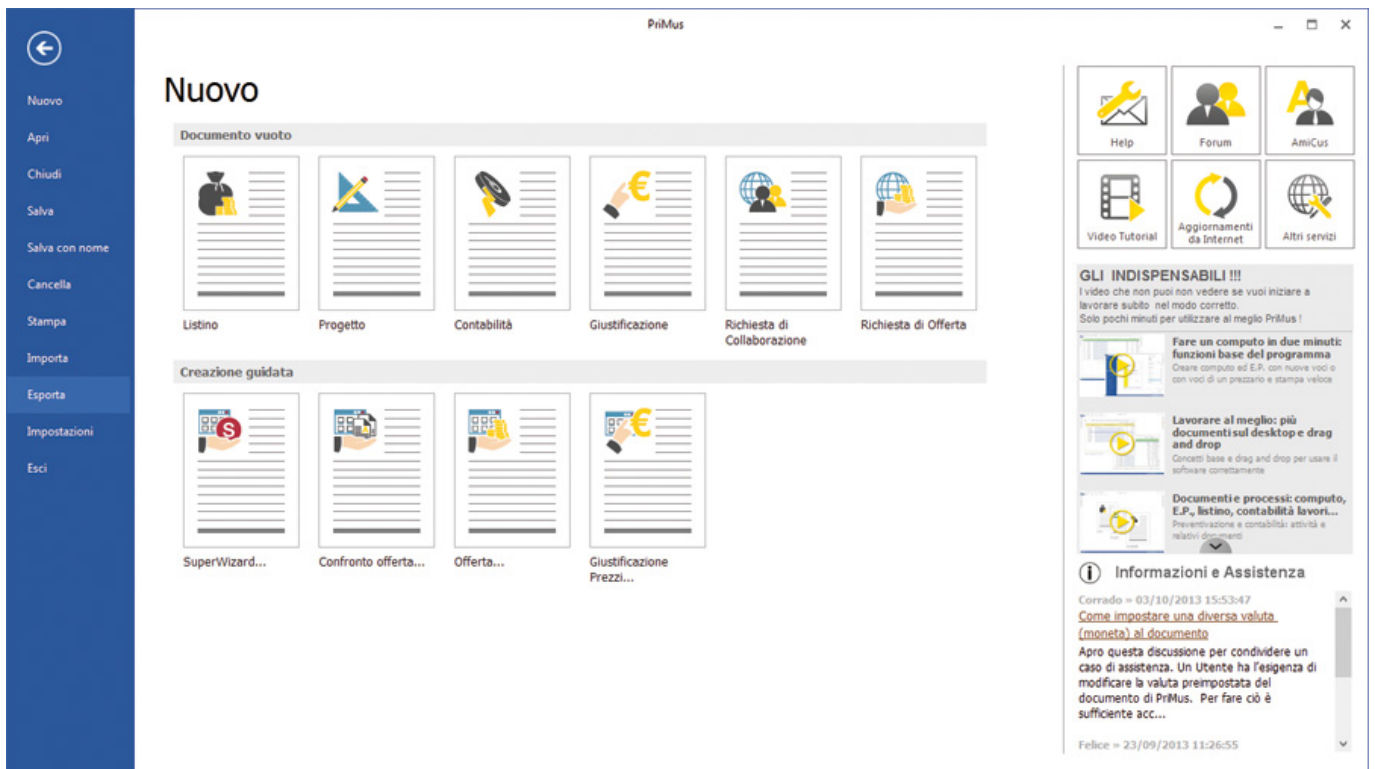 PriMus
Nuovo
Apri
Chiudi
Salva
Salva con nome
Cancella
Stampa
Importa
Esporta
Impostazioni
Esci
Nuovo
Documento vuoto
Listino
Progetto
Contabilità
Giustificazione
Richiesta di
Collaborazione
Richiesta di Offerta
Creazione guidata
SuperWizard...
Confronto offerta...
Offerta...
Giustificazione
Prezzi...
Help
Forum
AmiCus
Video Tutorial
Aggiornamenti
da Internet
Altri servizi
GLI INDISPENSABILI !!!
I video che non puoi non vedere se vuoi iniziare a
lavorare subito nel modo corretto.
Solo pochi minuti per utilizzare al meglio PriMus !
Fare un computo in due minuti:
funzioni base del programma
Creare computo ed E.P. con nuove voci o
con voci di un prezzario e stampa veloce
Lavorare al meglio: più
documenti sul desktop e drag
and drop
Concetti base e drag and drop per usare il
software correttamente
Documenti e processi: computo,
E.P., listino, contabilità lavori...
Preventivazione e contabilità: attività e
relativi documenti
Informazioni e Assistenza
Corrado » 03/10/2013 15:53:47
Come impostare una diversa valuta
(moneta) al documento
Apro questa discussione per condividere un
caso di assistenza. Un Utente ha l'esigenza di
modificare la valuta preimpostata del
documento di PriMus. Per fare ciò è
sufficiente acc...
Felice » 23/09/2013 11:26:55